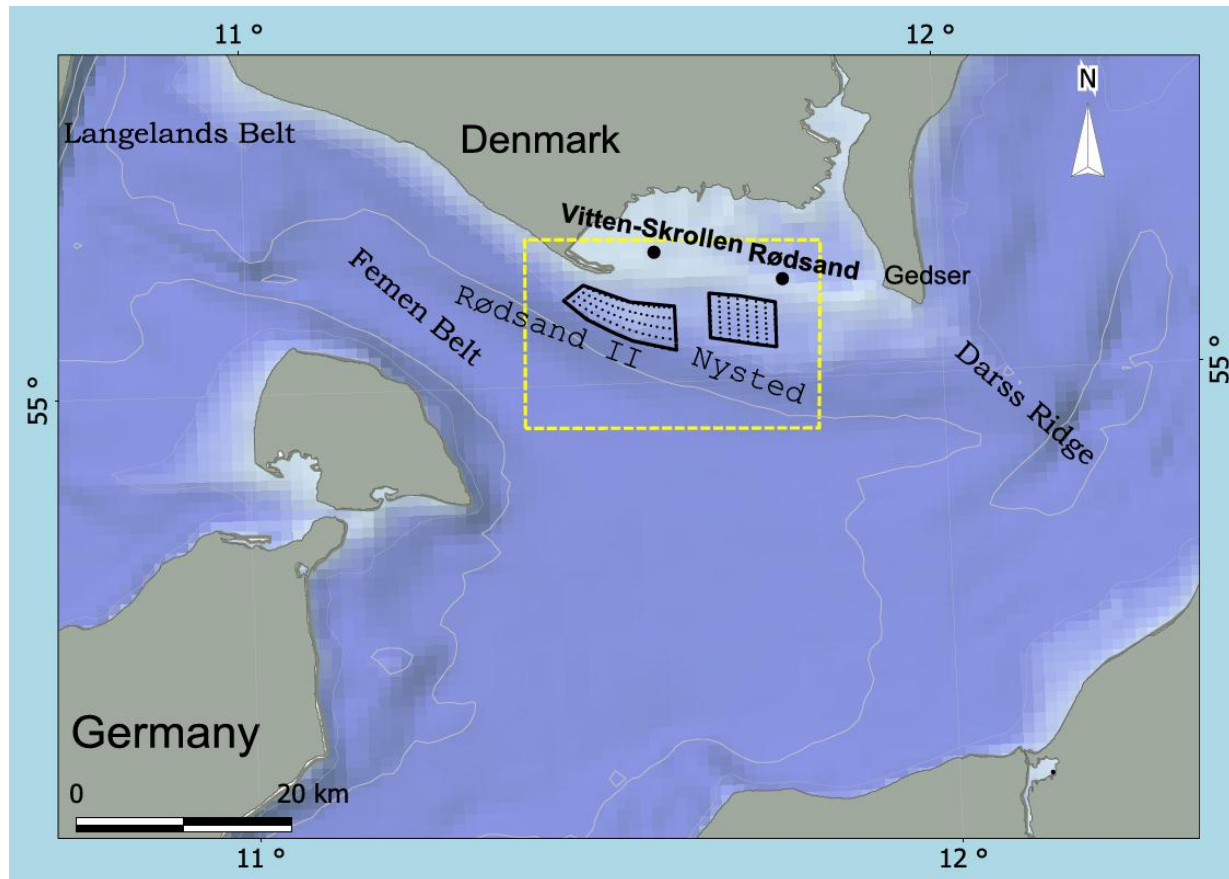 11 °
12 °
N
Langelands Belt
Denmark
Vitten-Skrollen
Rødsand
Gedser
Femen Belt
Rødsand II
Nysted
Darss Ridge
55 °
55 °
Germany
0
20 km
11 °
12 °